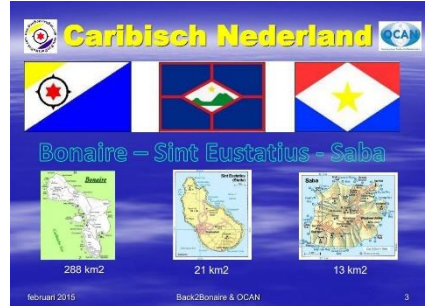 Caribisch Nederland
OCAN
Bonaire – Sint Eustatius - Saba
Bonaire
Sint Eustatius
Saba
288 km2
21 km2
13 km2
februari 2015
Back2Bonaire & OCAN
3